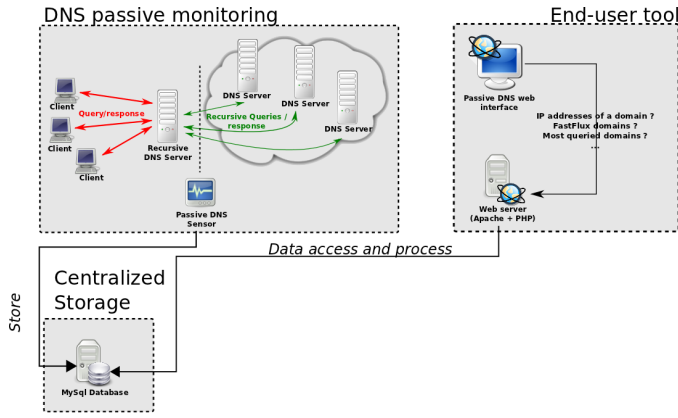 DNS passive monitoring
End-user tool
DNS Server
DNS Server
DNS Server
Client
Client
Client
Query/response
Recursive
DNS Server
Recursive Queries /
response
Passive DNS
Sensor
Passive DNS web
interface
IP addresses of a domain ?
FastFlux domains ?
Most queried domains ?
...
Web server
(Apache + PHP)
Data access and process
Centralized
Storage
Store
MySql Database